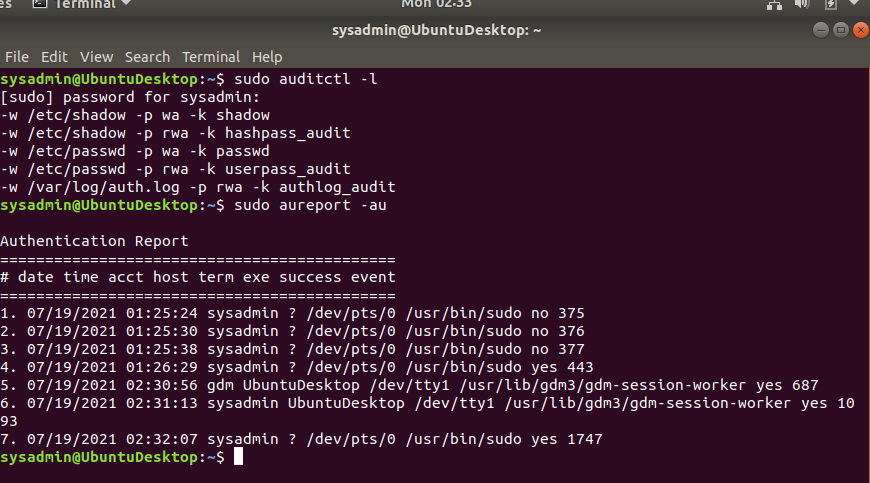 es Terminal Mon 02:33
sysadmin@UbuntuDesktop: ~
File Edit View Search Terminal Help
sysadmin@UbuntuDesktop:~$ sudo auditctl -l
[sudo] password for sysadmin:
-w /etc/shadow -p wa -k shadow
-w /etc/shadow -p rwa -k hashpass_audit
-w /etc/passwd -p wa -k passwd
-w /etc/passwd -p rwa -k userpass_audit
-w /var/log/auth.log -p rwa -k authlog_audit
sysadmin@UbuntuDesktop:~$ sudo aureport -au
Authentication Report
============================================
# date time acct host term exe success event
============================================
1. 07/19/2021 01:25:24 sysadmin ? /dev/pts/0 /usr/bin/sudo no 375
2. 07/19/2021 01:25:30 sysadmin ? /dev/pts/0 /usr/bin/sudo no 376
3. 07/19/2021 01:25:38 sysadmin ? /dev/pts/0 /usr/bin/sudo no 377
4. 07/19/2021 01:26:29 sysadmin ? /dev/pts/0 /usr/bin/sudo yes 443
5. 07/19/2021 02:30:56 gdm UbuntuDesktop /dev/tty1 /usr/lib/gdm3/gdm-session-worker yes 687
6. 07/19/2021 02:31:13 sysadmin UbuntuDesktop /dev/tty1 /usr/lib/gdm3/gdm-session-worker yes 10
93
7. 07/19/2021 02:32:07 sysadmin ? /dev/pts/0 /usr/bin/sudo yes 1747
sysadmin@UbuntuDesktop:~$